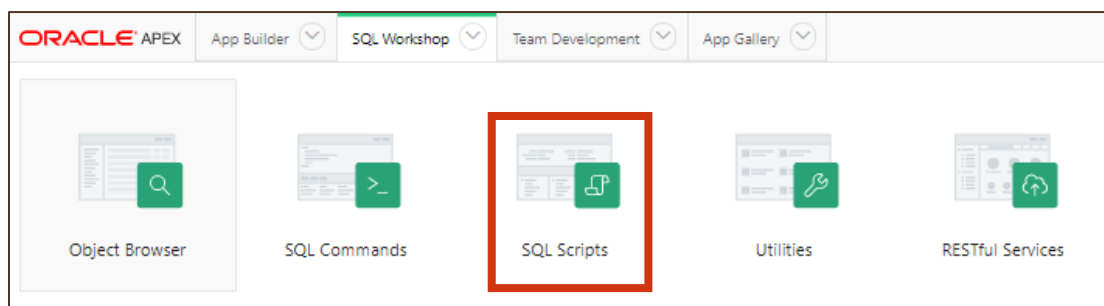 ORACLE APEX App Builder SQL Workshop Team Development App Gallery
>_
Object Browser SQL Commands SQL Scripts Utilities RESTful Services